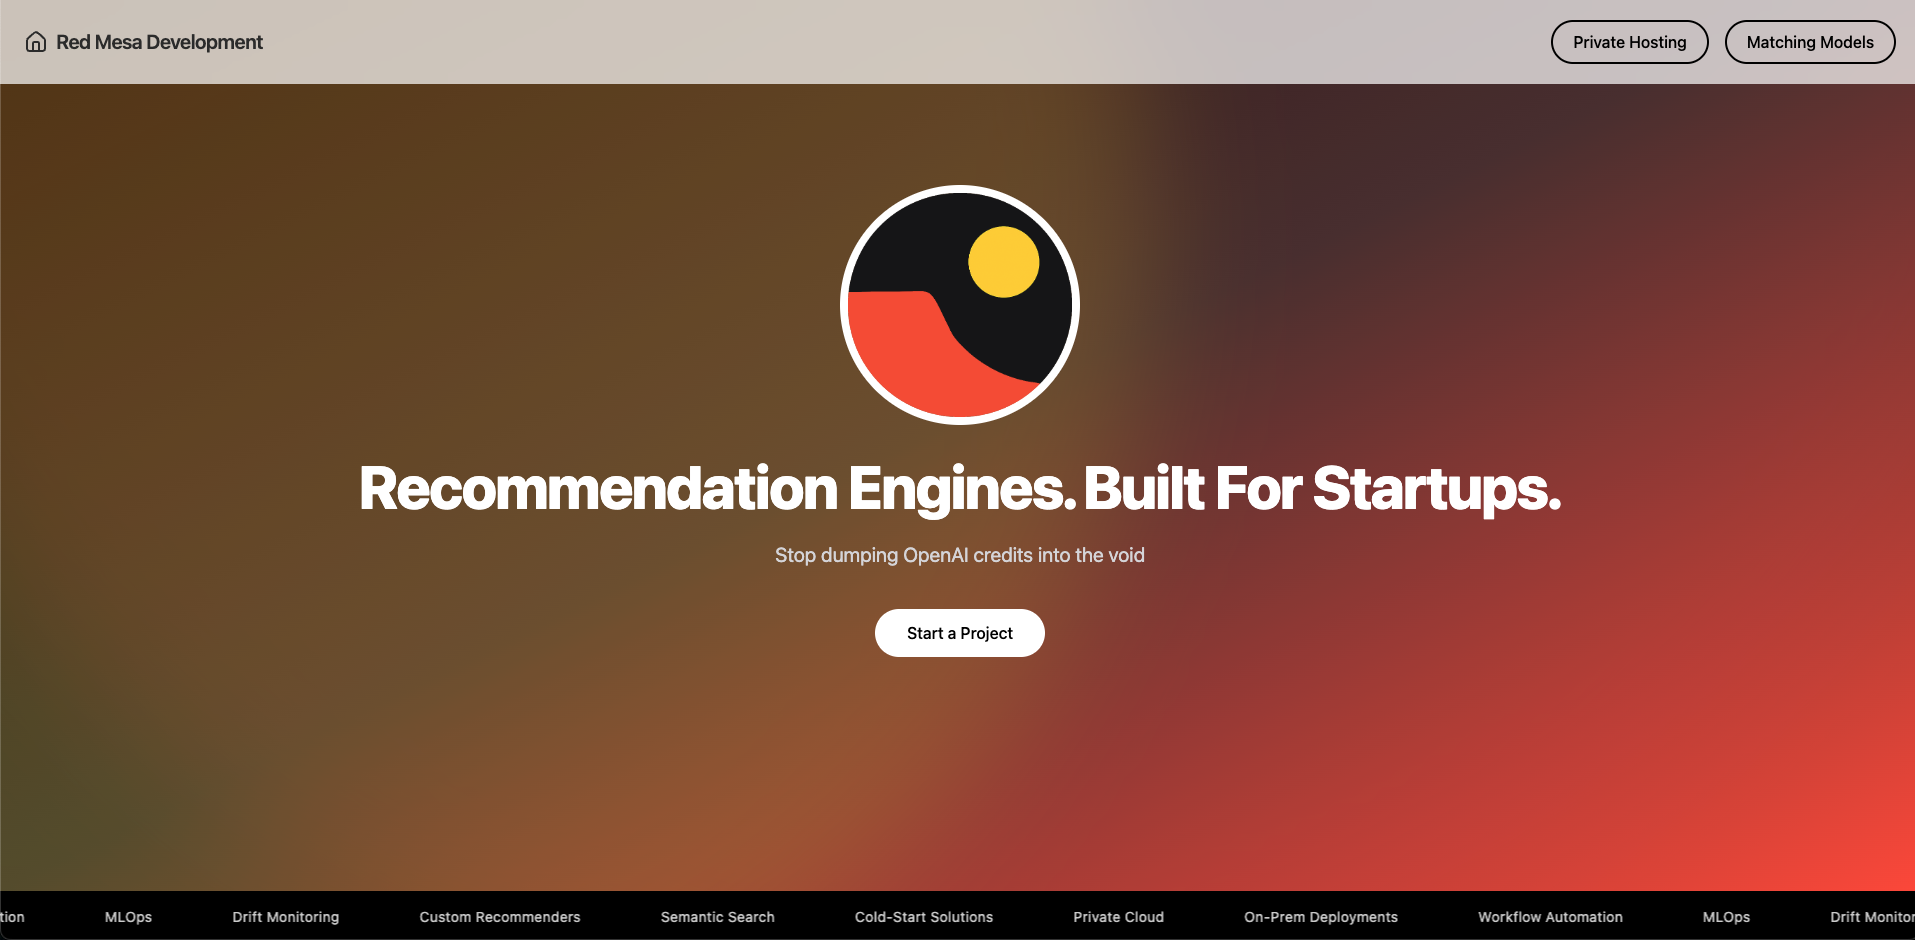 Red Mesa Development
Private Hosting
Matching Models
Recommendation Engines. Built For Startups.
Stop dumping OpenAI credits into the void
Start a Project
tion MLOps Drift Monitoring Custom Recommenders Semantic Search Cold-Start Solutions Private Cloud On-Prem Deployments Workflow Automation MLOps Drift Monitor